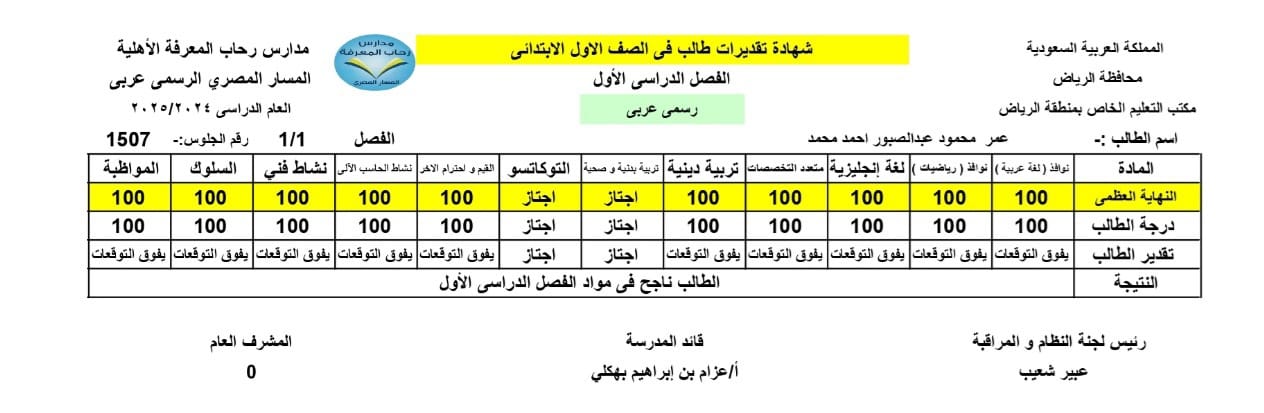 المملكة العربية السعودية
محافظة الرياض
مكتب التعليم الخاص بمنطقة الرياض
شهادة تقديرات طالب فى الصف الاول الابتدائى
الفصل الدراسى الأول
رسمى عربى
مدارس
رحاب المعرفة
المسار المصري
مدارس رحاب المعرفة الأهلية
المسار المصري الرسمى عربى
العام الدراسى ٢٠٢٥/٢٠٢٤
اسم الطالب :- عمر محمود عبدالصبور احمد محمد الفصل 1/1 رقم الجلوس:- 1507
المادة نوافذ ( لغة عربية ) نوافذ ( رياضيات ) لغة إنجليزية متعدد التخصصات تربية دينية تربية بدنية و صحية التوكاتسو القيم و احترام الاخر نشاط الحاسب الألى نشاط فني السلوك المواظبة
النهاية العظمى 100 100 100 100 100 اجتاز اجتاز 100 100 100 100 100
درجة الطالب 100 100 100 100 100 اجتاز اجتاز 100 100 100 100 100
تقدير الطالب يفوق التوقعات يفوق التوقعات يفوق التوقعات يفوق التوقعات يفوق التوقعات اجتاز اجتاز يفوق التوقعات يفوق التوقعات يفوق التوقعات يفوق التوقعات يفوق التوقعات
النتيجة الطالب ناجح فى مواد الفصل الدراسى الأول
رئيس لجنة النظام و المراقبة قائد المدرسة المشرف العام
عبير شعيب أ/عزام بن إبراهيم بهكلي 0